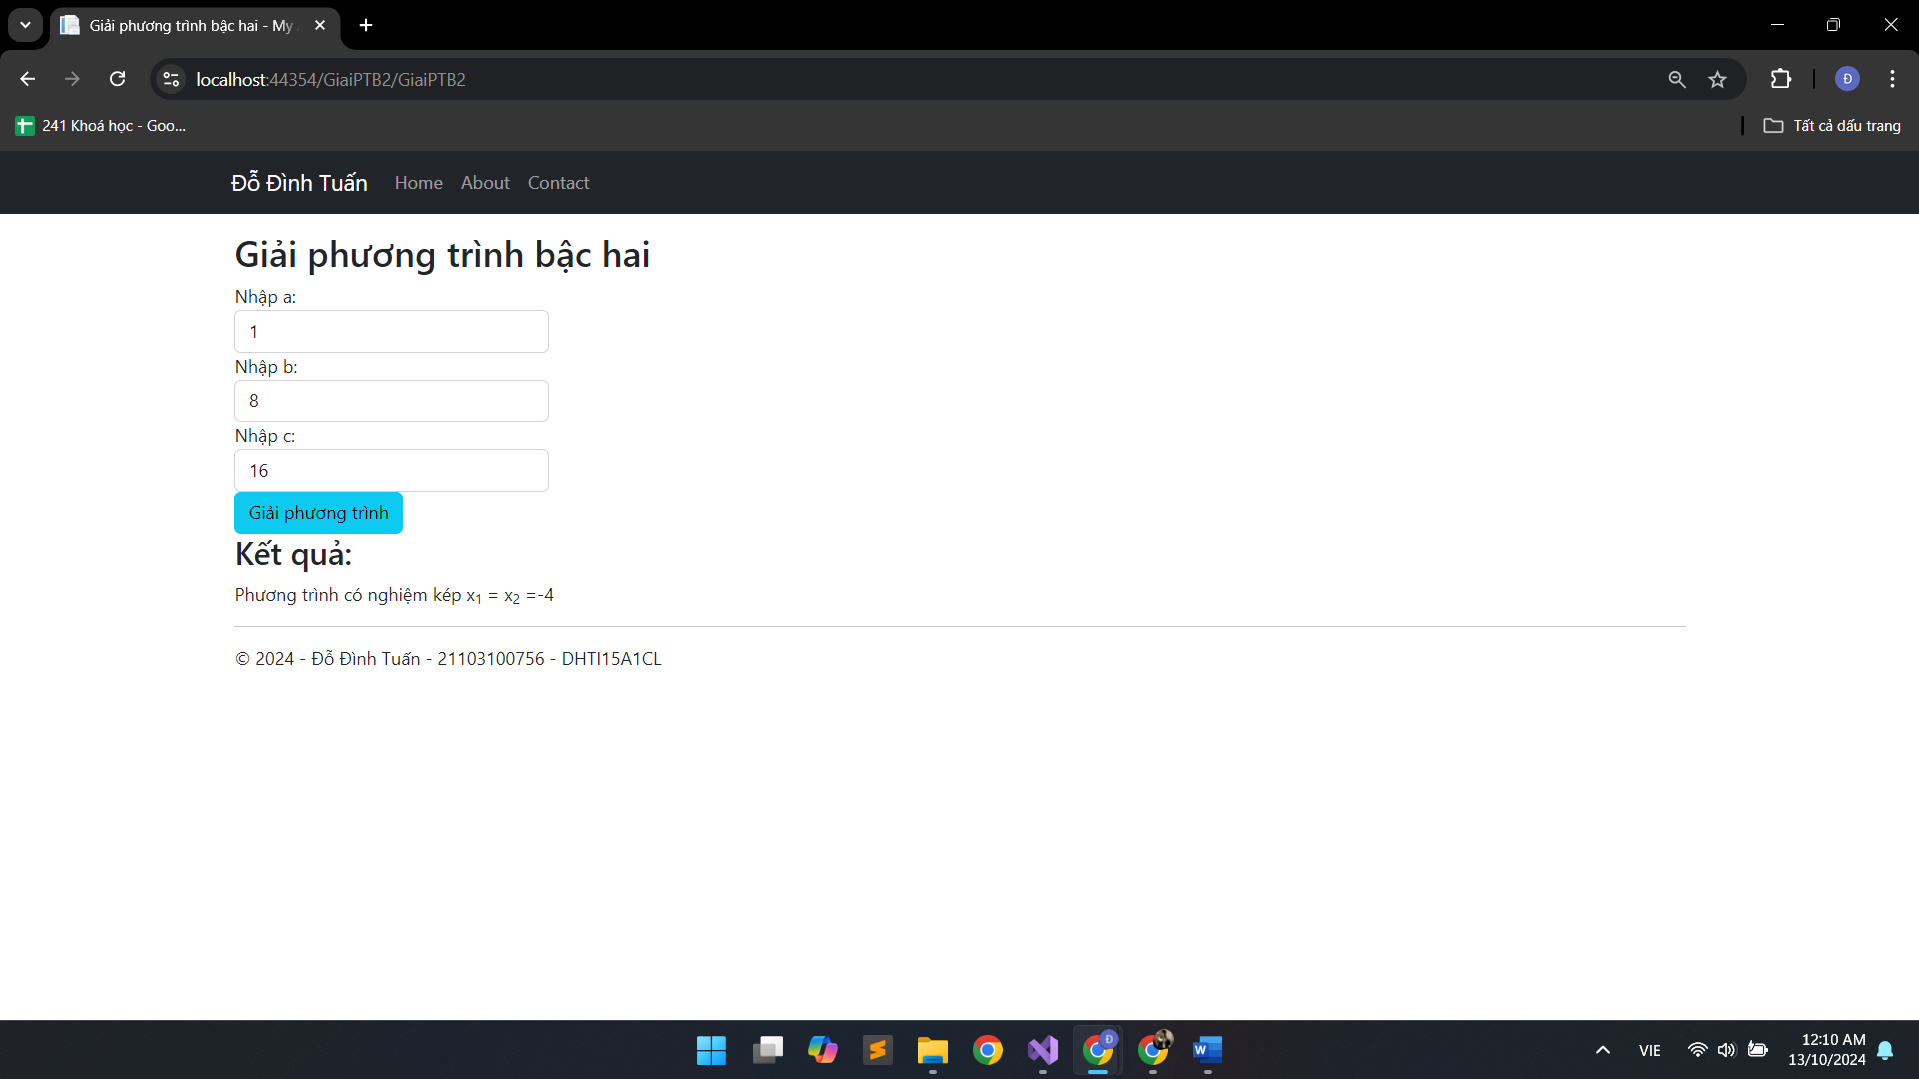 Giải phương trình bậc hai - My
localhost:44354/GiaiPTB2/GiaiPTB2
Đ
241 Khoá học - Goo...
Tất cả dấu trang
Đỗ Đình Tuấn Home About Contact
Giải phương trình bậc hai
Nhập a:
1
Nhập b:
8
Nhập c:
16
Giải phương trình
Kết quả:
Phương trình có nghiệm kép x₁ = x₂ =-4
© 2024 - Đỗ Đình Tuấn - 21103100756 - DHTI15A1CL
VIE
12:10 AM
13/10/2024